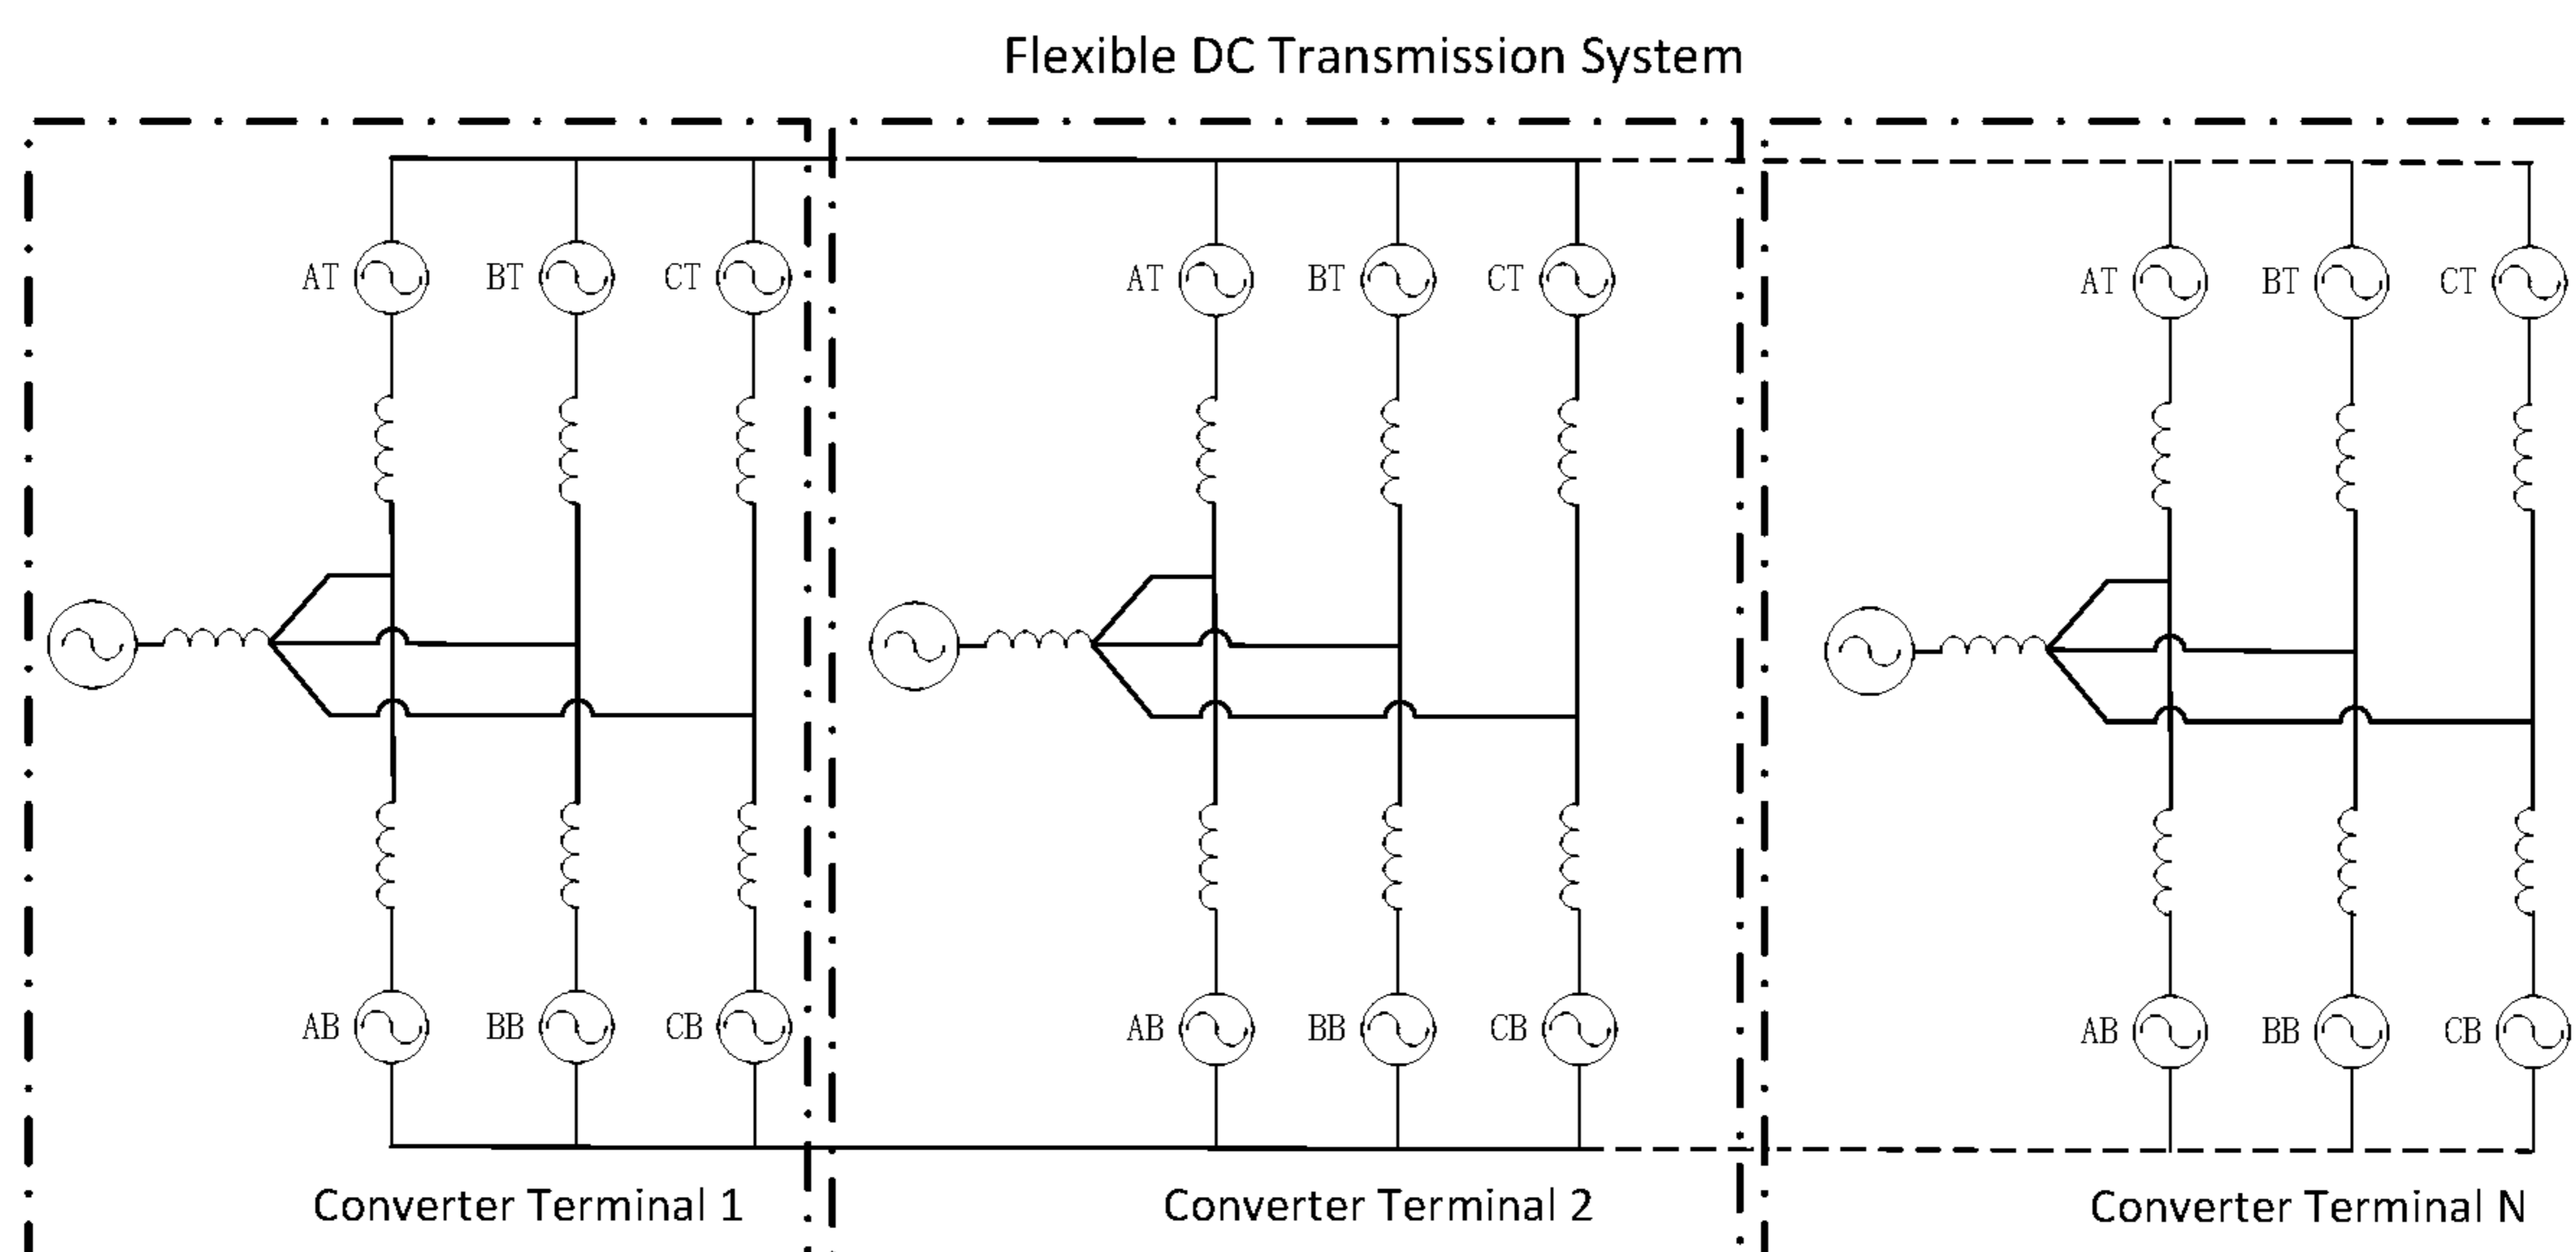 Flexible DC Transmission System
AT BT CT AT BT CT AT BT CT
AB BB CB AB BB CB AB BB CB
Converter Terminal 1 Converter Terminal 2 Converter Terminal N